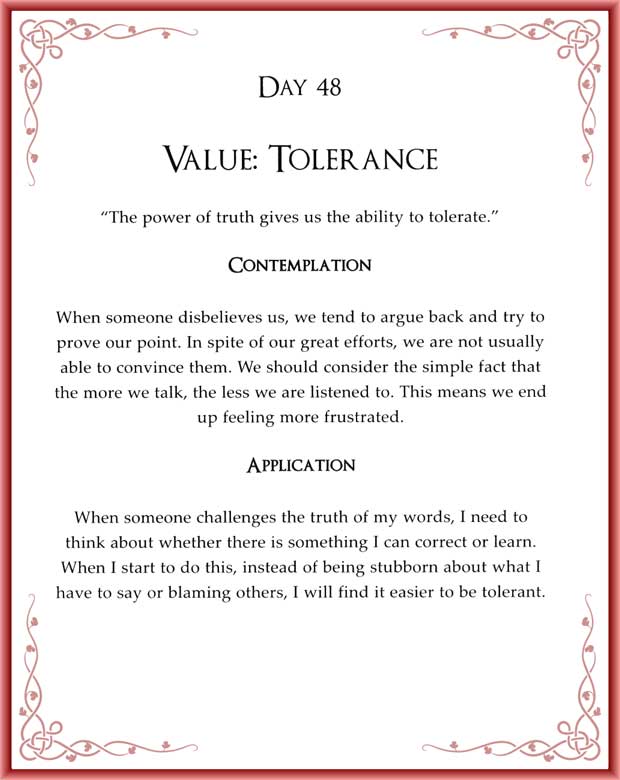 Day 48
Value: Tolerance
“The power of truth gives us the ability to tolerate.”
Contemplation
When someone disbelieves us, we tend to argue back and try to
prove our point. In spite of our great efforts, we are not usually
able to convince them. We should consider the simple fact that
the more we talk, the less we are listened to. This means we end
up feeling more frustrated.
Application
When someone challenges the truth of my words, I need to
think about whether there is something I can correct or learn.
When I start to do this, instead of being stubborn about what I
have to say or blaming others, I will find it easier to be tolerant.